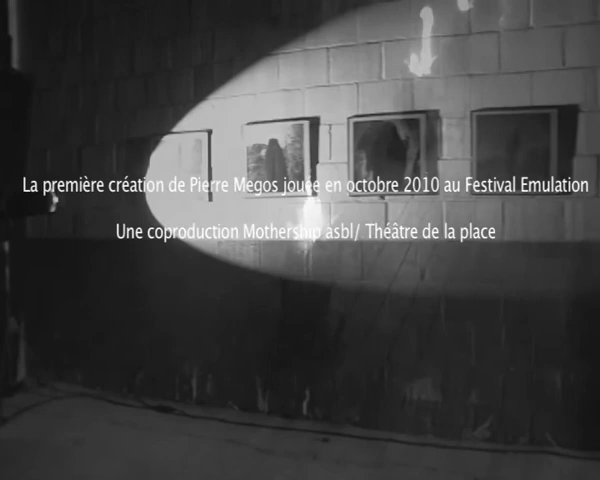 La première création de Pierre Megos jouée en octobre 2010 au Festival Emulation
Une coproduction Mothership asbl/ Théâtre de la place